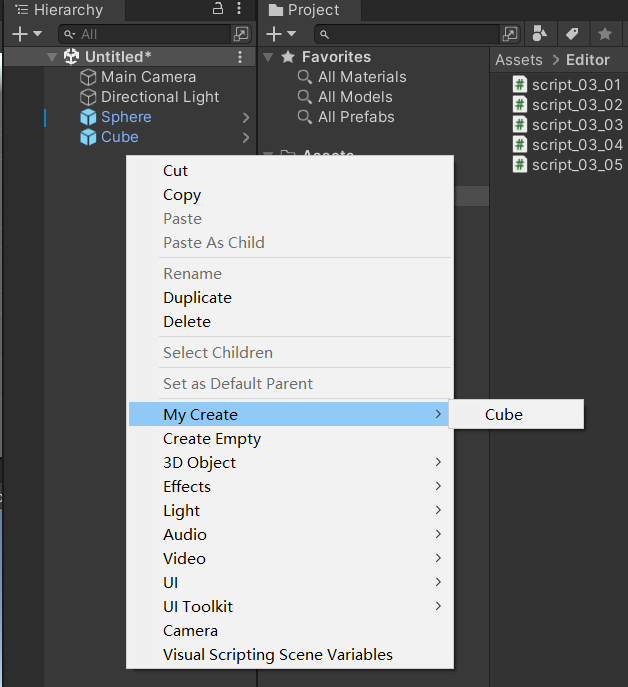 Hierarchy
All
Untitled*
Main Camera
Directional Light
Sphere
Cube
Project
Favorites
All Materials
All Models
All Prefabs
Assets
Assets > Editor
script_03_01
script_03_02
script_03_03
script_03_04
script_03_05
Cut
Copy
Paste
Paste As Child
Rename
Duplicate
Delete
Select Children
Set as Default Parent
My Create
Cube
Create Empty
3D Object
Effects
Light
Audio
Video
UI
UI Toolkit
Camera
Visual Scripting Scene Variables